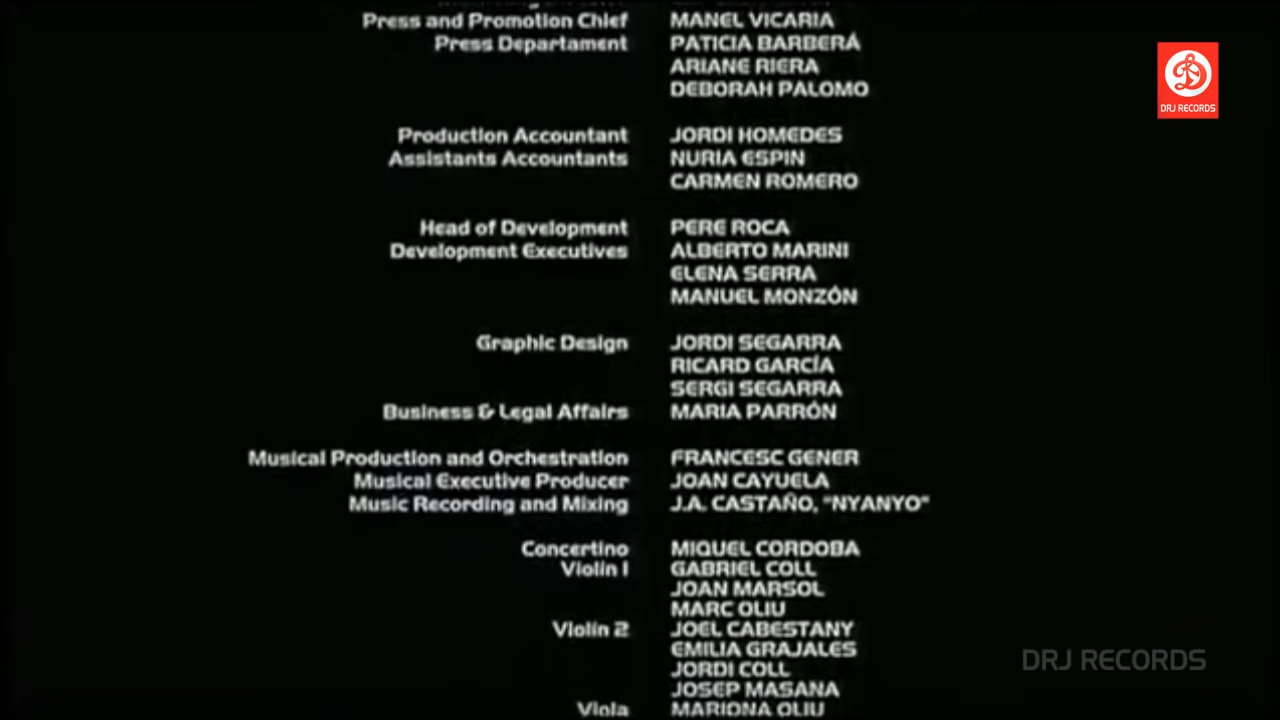 Press and Promotion Chief MANEL VICARIA
Press Departament PATICIA BARBERÁ
ARIANE RIERA
DEBORAH PALOMO
DRJ RECORDS
Production Accountant JORDI HOMEDES
Assistants Accountants NURIA ESPIN
CARMEN ROMERO
Head of Development PERE ROCA
Development Executives ALBERTO MARINI
ELENA SERRA
MANUEL MONZÓN
Graphic Design JORDI SEGARRA
RICARD GARCÍA
SERGI SEGARRA
Business & Legal Affairs MARIA PARRÓN
Musical Production and Orchestration FRANCESC GENER
Musical Executive Producer JOAN CAYUELA
Music Recording and Mixing J.A. CASTAÑO, "NYANYO"
Concertino MIQUEL CORDOBA
Violin 1 GABRIEL COLL
JOAN MARSOL
MARC OLIU
Violin 2 JOEL CABESTANY
EMILIA GRAJALES
JORDI COLL
JOSEP MASANA
Viola MARIONA OLIU
DRJ RECORDS